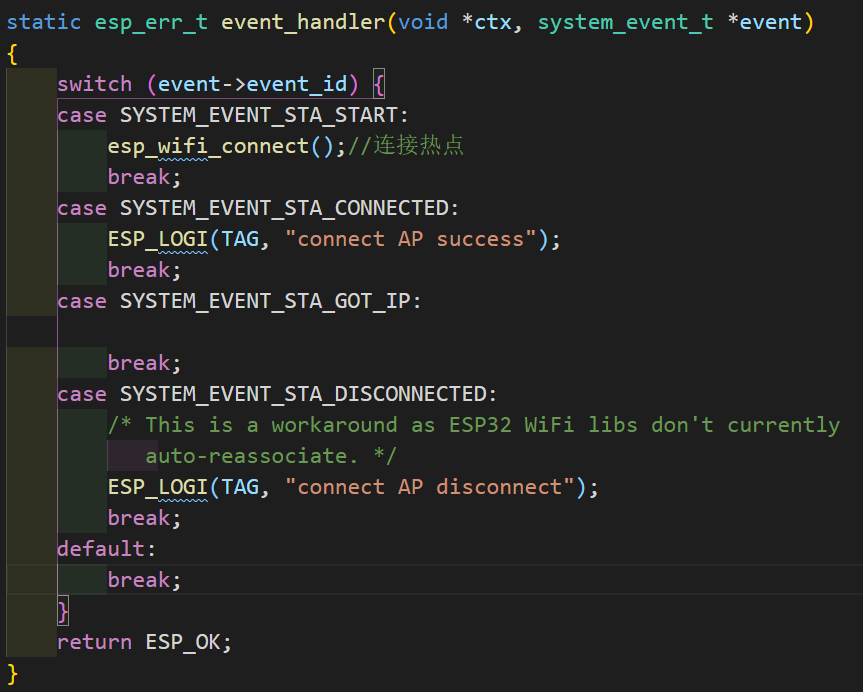 static esp_err_t event_handler(void *ctx, system_event_t *event)
{
    switch (event->event_id) {
    case SYSTEM_EVENT_STA_START:
        esp_wifi_connect();//连接热点
        break;
    case SYSTEM_EVENT_STA_CONNECTED:
        ESP_LOGI(TAG, "connect AP success");
        break;
    case SYSTEM_EVENT_STA_GOT_IP:

        break;
    case SYSTEM_EVENT_STA_DISCONNECTED:
        /* This is a workaround as ESP32 WiFi libs don't currently
           auto-reassociate. */
        ESP_LOGI(TAG, "connect AP disconnect");
        break;
    default:
        break;
    }
    return ESP_OK;
}